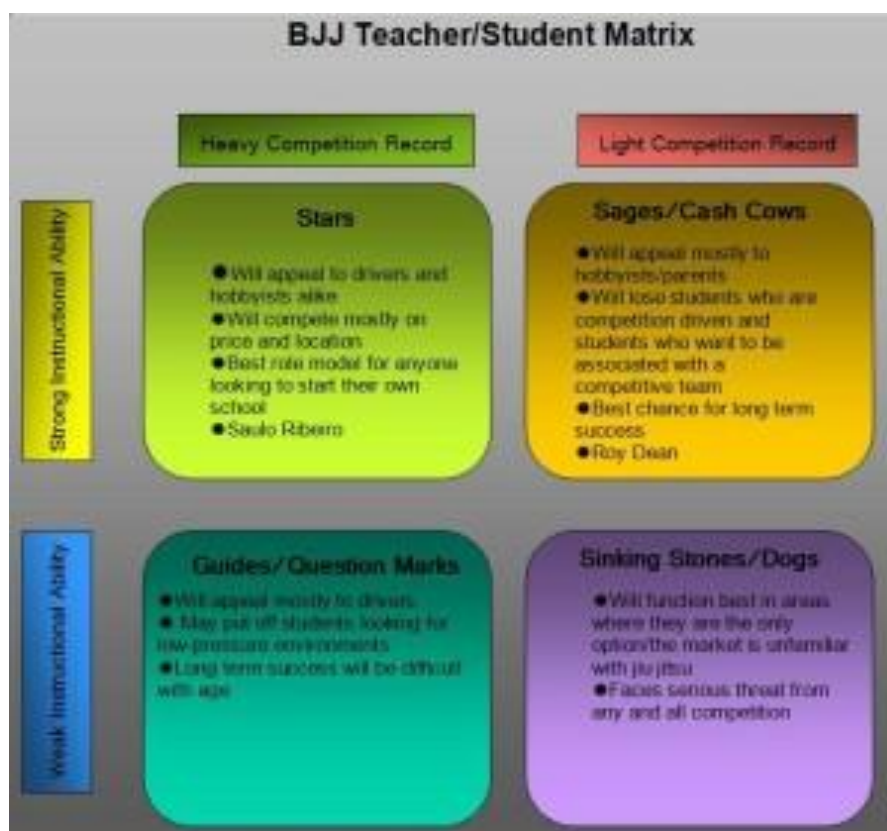 BJJ Teacher/Student Matrix
Heavy Competition Record
Light Competition Record
Strong Instructional Ability
Stars
●Will appeal to drivers and
hobbyists alike
●Will compete mostly on
price and location
●Best role model for anyone
looking to start their own
school
●Saulo Ribeiro
Sages/Cash Cows
●Will appeal mostly to
hobbyists/parents
●Will lose students who are
competition driven and
students who want to be
associated with a
competitive team
●Best chance for long term
success
●Roy Dean
Weak Instructional Ability
Guides/Question Marks
●Will appeal mostly to drivers
● May put off students looking for
low-pressure environments
●Long term success will be difficult
with age
Sinking Stones/Dogs
●Will function best in areas
where they are the only
option/the market is unfamiliar
with jiu jitsu
●Faces serious threat from
any and all competition